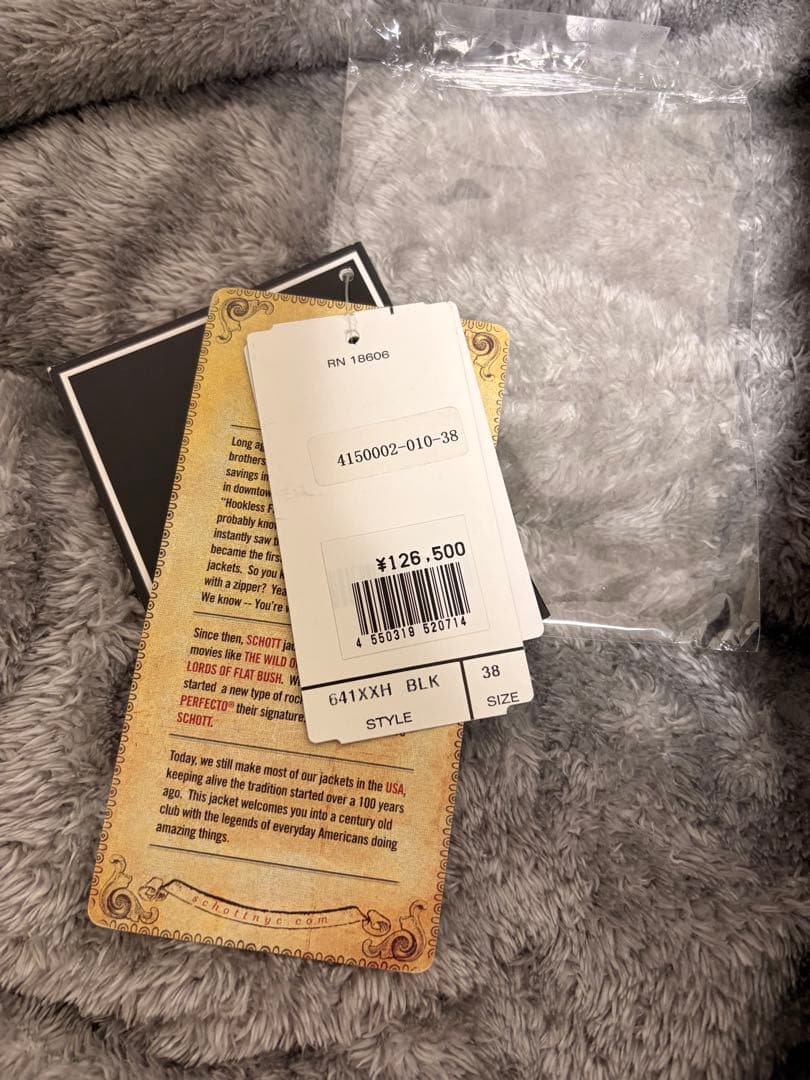 RN 18606
4150002-010-38
¥126,500
4 550319 520714
641XXH BLK
STYLE
38
SIZE
Long
brothers
savings in
in downtow
"Hookless F
probably kno
instantly saw
became the firs
jackets. So you
with a zipper? Yea
We know -- You're
Since then, SCHOTT
movies like THE WILD
LORDS OF FLAT BUSH.
started a new type of
PERFECTO® their signature
SCHOTT.
Today, we still make most of our jackets in the USA,
keeping alive the tradition started over a 100 years
ago. This jacket welcomes you into a century old
club with the legends of everyday Americans doing
amazing things.
schottnyc.com